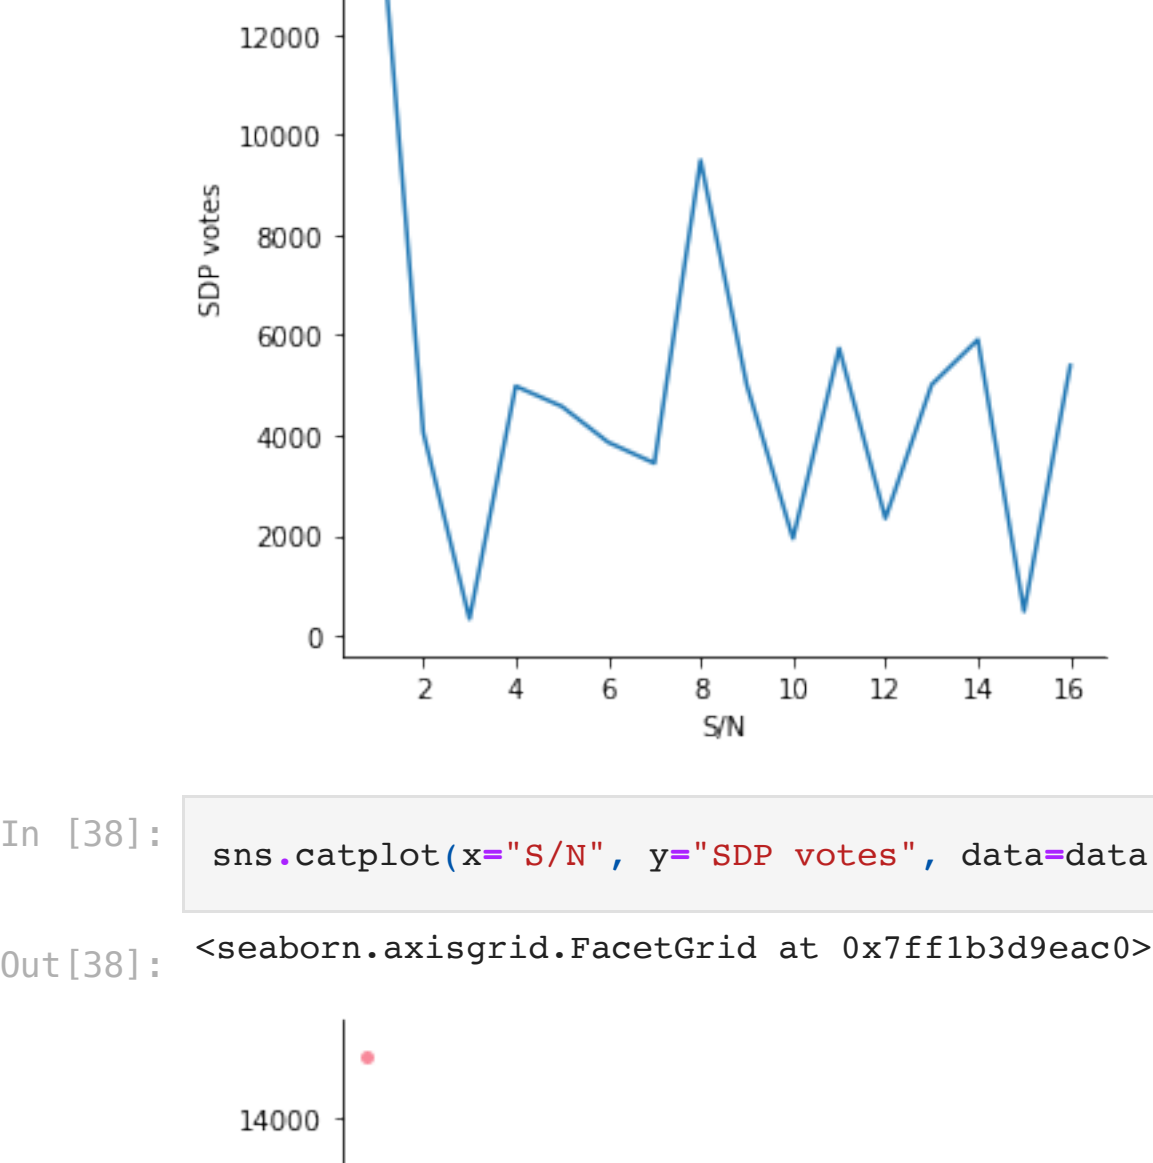 12000
10000
8000
6000
4000
2000
0
SDP votes
2 4 6 8 10 12 14 16
S/N
In [38]:
sns.catplot(x="S/N", y="SDP votes", data=data
Out[38]:
<seaborn.axisgrid.FacetGrid at 0x7ff1b3d9eac0>
14000